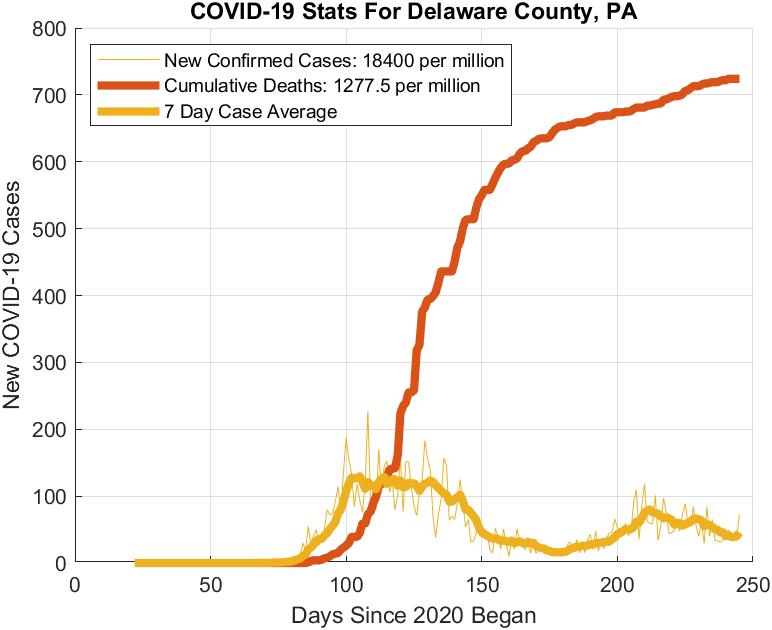 COVID-19 Stats For Delaware County, PA
800
700
600
500
400
300
200
100
0
New COVID-19 Cases
New Confirmed Cases: 18400 per million
Cumulative Deaths: 1277.5 per million
7 Day Case Average
0 50 100 150 200 250
Days Since 2020 Began